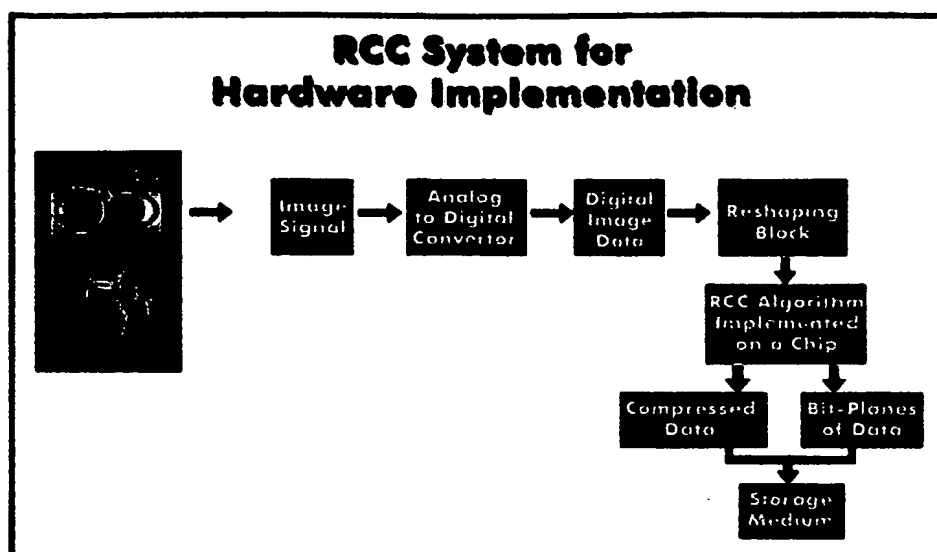 RCC System for
Hardware Implementation
Image
Signal
Analog
to Digital
Convertor
Digital
Image
Data
Reshaping
Block
RCC Algorithm
Implemented
on a Chip
Compressed
Data
Bit-Planes
of Data
Storage
Medium